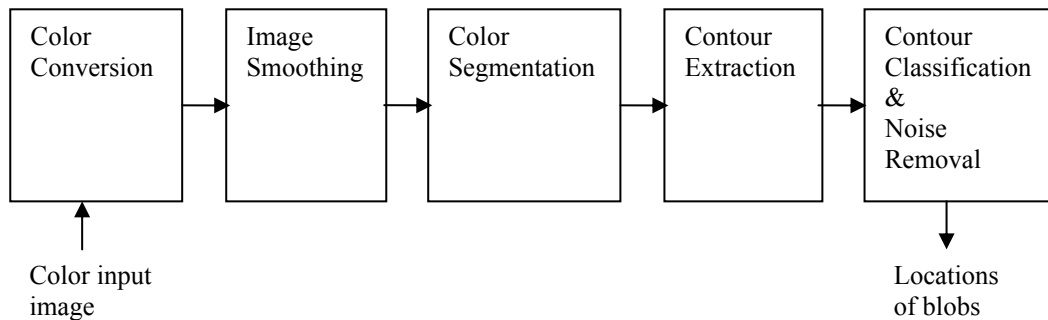 Color
Conversion
Image
Smoothing
Color
Segmentation
Contour
Extraction
Contour
Classification
&
Noise
Removal
Color input
image
Locations
of blobs